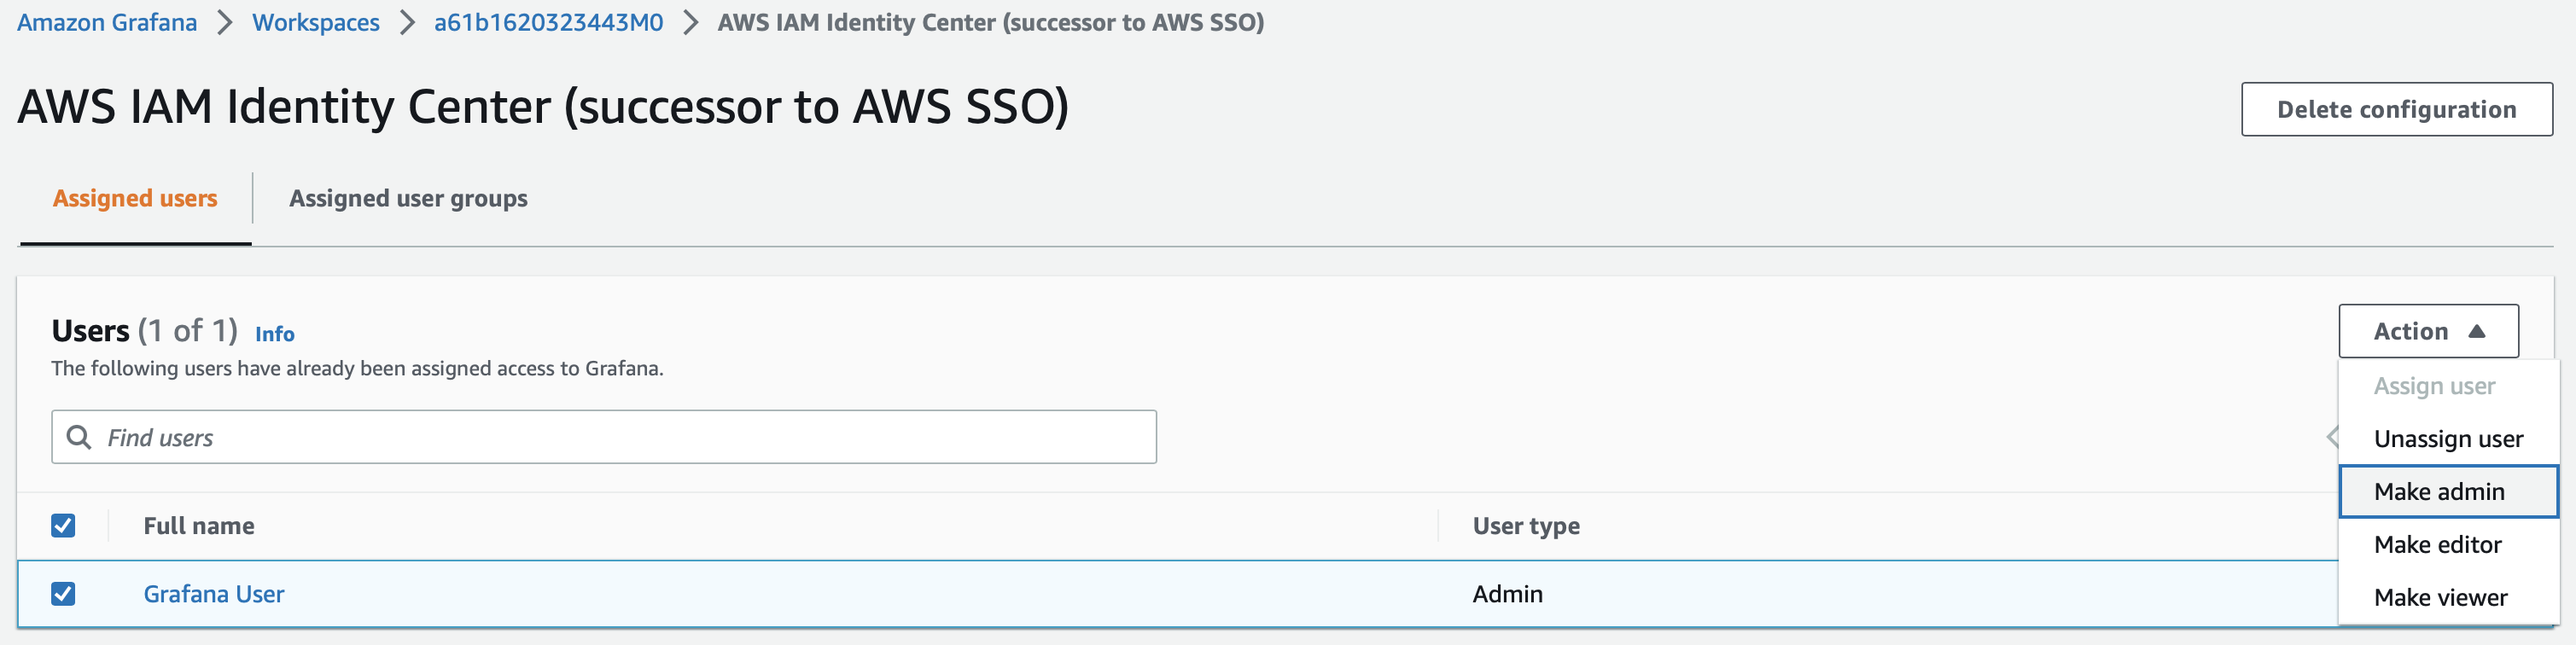 Amazon Grafana > Workspaces > a61b1620323443M0 > AWS IAM Identity Center (successor to AWS SSO)
AWS IAM Identity Center (successor to AWS SSO)
Delete configuration
Assigned users
Assigned user groups
Users (1 of 1) Info
The following users have already been assigned access to Grafana.
Action
Assign user
Unassign user
Make admin
Make editor
Make viewer
Find users
Full name
User type
Grafana User
Admin